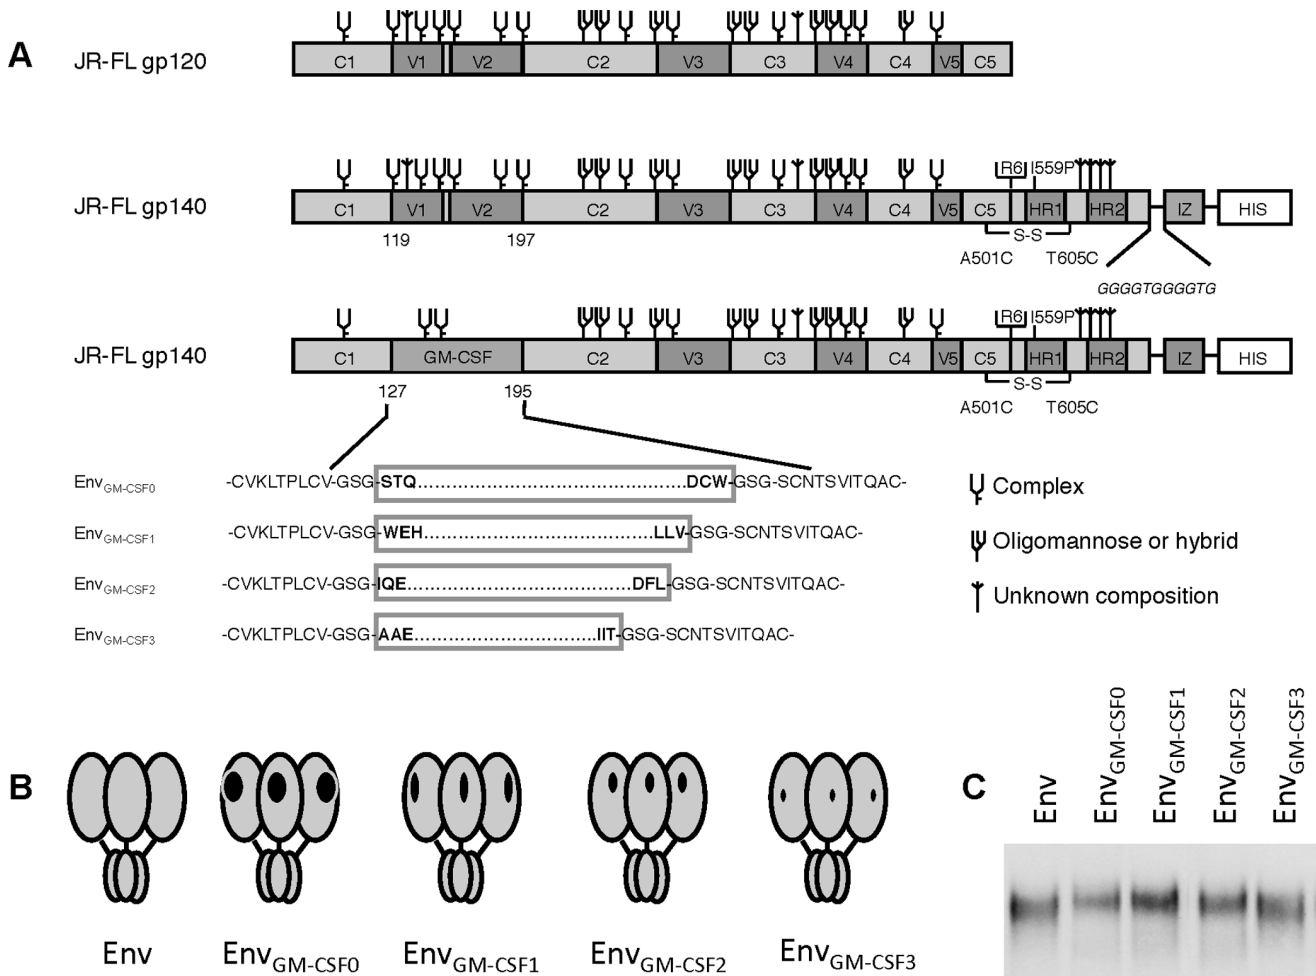 A
JR-FL gp120
C1 V1 V2 C2 V3 C3 V4 C4 V5 C5
JR-FL gp140
R6 I559P
C1 V1 V2 C2 V3 C3 V4 C4 V5 C5 HR1 HR2 IZ HIS
119 197
S-S
A501C T605C
GGGGTGGGGTG
JR-FL gp140
R6 I559P
C1 GM-CSF C2 V3 C3 V4 C4 V5 C5 HR1 HR2 IZ HIS
127 195
S-S
A501C T605C
EnvGM-CSF0 -CVKLTPLCV-GSG-STQ................................................DCW-GSG-SCNTSVITQAC-
EnvGM-CSF1 -CVKLTPLCV-GSG-WEH.........................................LLV-GSG-SCNTSVITQAC-
EnvGM-CSF2 -CVKLTPLCV-GSG-IQE........................................DFL-GSG-SCNTSVITQAC-
EnvGM-CSF3 -CVKLTPLCV-GSG-AAE................................IIT-GSG-SCNTSVITQAC-
Complex
Oligomannose or hybrid
Unknown composition
B
Env
EnvGM-CSF0
EnvGM-CSF1
EnvGM-CSF2
EnvGM-CSF3
C
Env
EnvGM-CSF0
EnvGM-CSF1
EnvGM-CSF2
EnvGM-CSF3